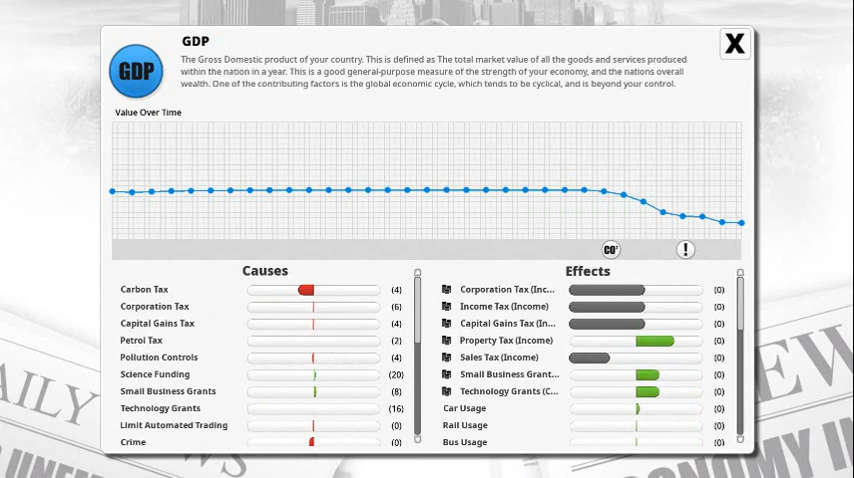 GDP
X
GDP
The Gross Domestic product of your country. This is defined as The total market value of all the goods and services produced
within the nation in a year. This is a good general-purpose measure of the strength of your economy, and the nations overall
wealth. One of the contributing factors is the global economic cycle, which tends to be cyclical, and is beyond your control.
Value Over Time
CO² !
Causes
Carbon Tax (4)
Corporation Tax (6)
Capital Gains Tax (4)
Petrol Tax (2)
Pollution Controls (4)
Science Funding (20)
Small Business Grants (8)
Technology Grants (16)
Limit Automated Trading (0)
Crime (0)
Effects
Corporation Tax (Inc... (0)
Income Tax (Income) (0)
Capital Gains Tax (In... (0)
Property Tax (Income) (0)
Sales Tax (Income) (0)
Small Business Grant... (0)
Technology Grants (C... (0)
Car Usage (0)
Rail Usage (0)
Bus Usage (0)
AILY
NEWS
ONOMY IN